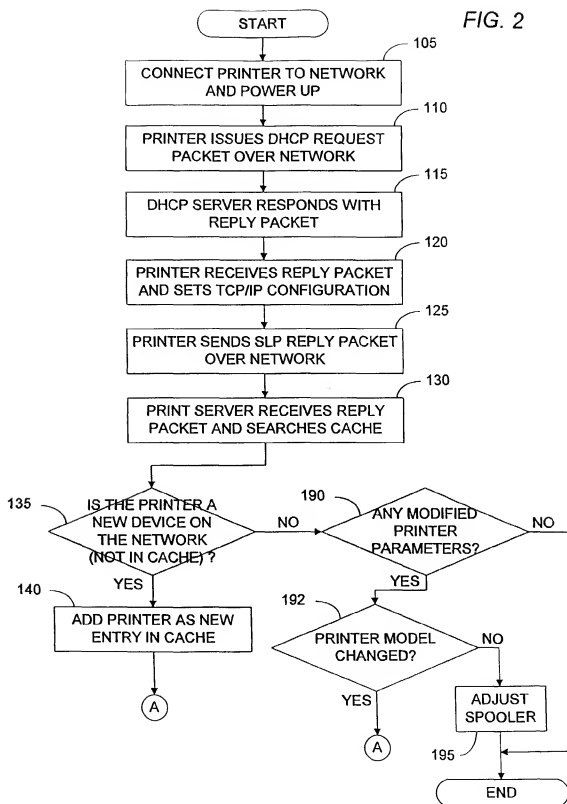 FIG. 2
START
105
CONNECT PRINTER TO NETWORK
AND POWER UP
110
PRINTER ISSUES DHCP REQUEST
PACKET OVER NETWORK
115
DHCP SERVER RESPONDS WITH
REPLY PACKET
120
PRINTER RECEIVES REPLY PACKET
AND SETS TCP/IP CONFIGURATION
125
PRINTER SENDS SLP REPLY PACKET
OVER NETWORK
130
PRINT SERVER RECEIVES REPLY
PACKET AND SEARCHES CACHE
135
IS THE PRINTER A
NEW DEVICE ON
THE NETWORK
(NOT IN CACHE) ?
NO
YES
190
ANY MODIFIED
PRINTER
PARAMETERS?
NO
YES
140
ADD PRINTER AS NEW
ENTRY IN CACHE
A
192
PRINTER MODEL
CHANGED?
NO
YES
A
ADJUST
SPOOLER
195
END